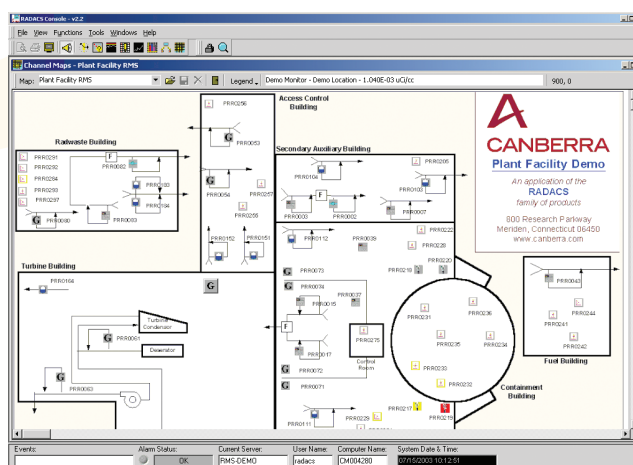 RADACS Console - v2.2
File View Functions Tools Windows Help
Channel Maps - Plant Facility RMS
Map: Plant Facility RMS
Legend
Demo Monitor - Demo Location - 1.040E-03 uCi/cc
900, 0
PRR0256
Access Control
Building
CANBERRA
Plant Facility Demo
An application of the
RADACS
family of products
800 Research Parkway
Meriden, Connecticut 06450
www.canberra.com
Radwaste Building
PRR0053
Secondary Auxiliary Building
PRR0291
PRR0292
PRR0284
PRR0293
PRR0297
F
PRR0082
PRR0183
PRR0184
G
PRR0080
PRR0083
G
PRR0054
PRR0257
PRR0258
PRR0104
PRR0206
PRR0103
F
PRR0003
PRR0002
PRR0007
PRR0152
PRR0151
PRR0112
PRR0039
PRR0222
PRR0228
PRR0220
PRR0218
Turbine Building
PRR0164
G
G
PRR0073
G
PRR0074
PRR0015
PRR0037
F
PRR0017
PRR0275
Control
Room
G
PRR0072
G
PRR0071
PRR0231
PRR0236
PRR0235
PRR0234
PRR0233
PRR0232
PRR0043
PRR0244
PRR0241
PRR0242
Fuel Building
Containment
Building
Turbine
Condensor
Deaerator
G
PRR0061
G
PRR0063
PRR0111
PRR0229
PRR0217
PRR0219
Events:
Alarm Status:
OK
Current Server:
RMS-DEMO
User Name:
radacs
Computer Name:
CM004280
System Date & Time:
07/15/2003 10:12:51